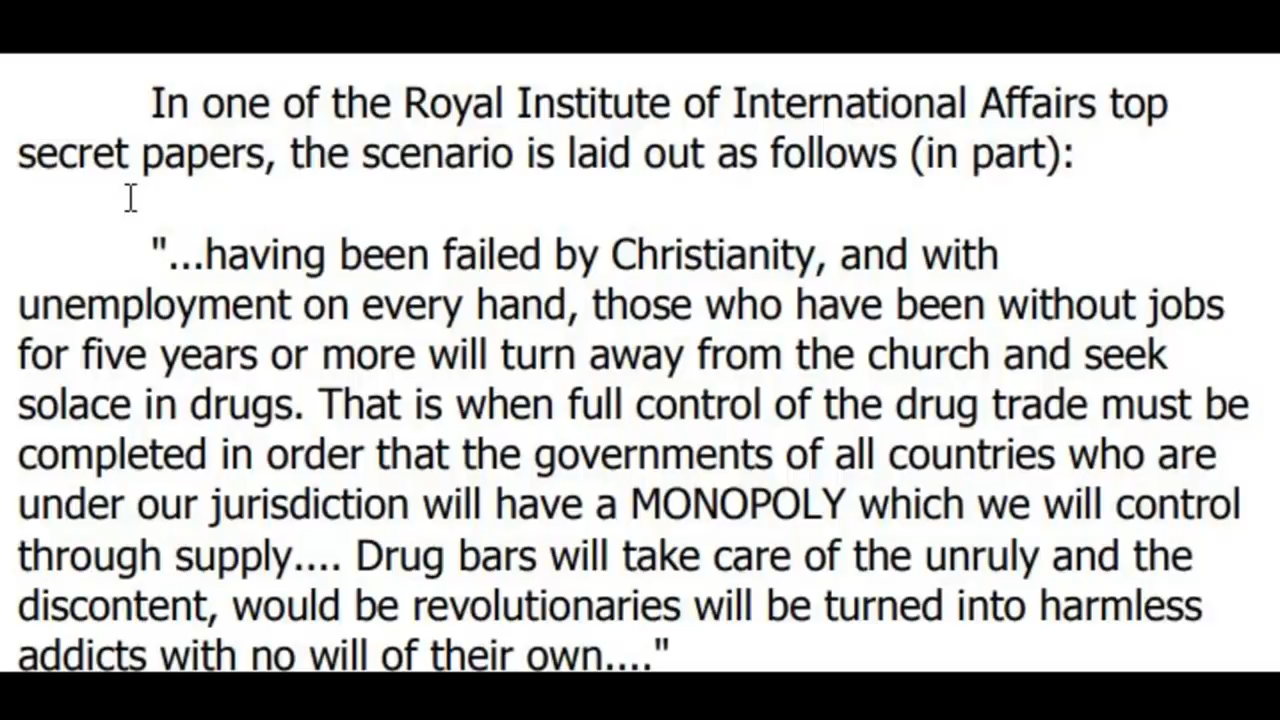 In one of the Royal Institute of International Affairs top
secret papers, the scenario is laid out as follows (in part):
"...having been failed by Christianity, and with
unemployment on every hand, those who have been without jobs
for five years or more will turn away from the church and seek
solace in drugs. That is when full control of the drug trade must be
completed in order that the governments of all countries who are
under our jurisdiction will have a MONOPOLY which we will control
through supply.... Drug bars will take care of the unruly and the
discontent, would be revolutionaries will be turned into harmless
addicts with no will of their own...."